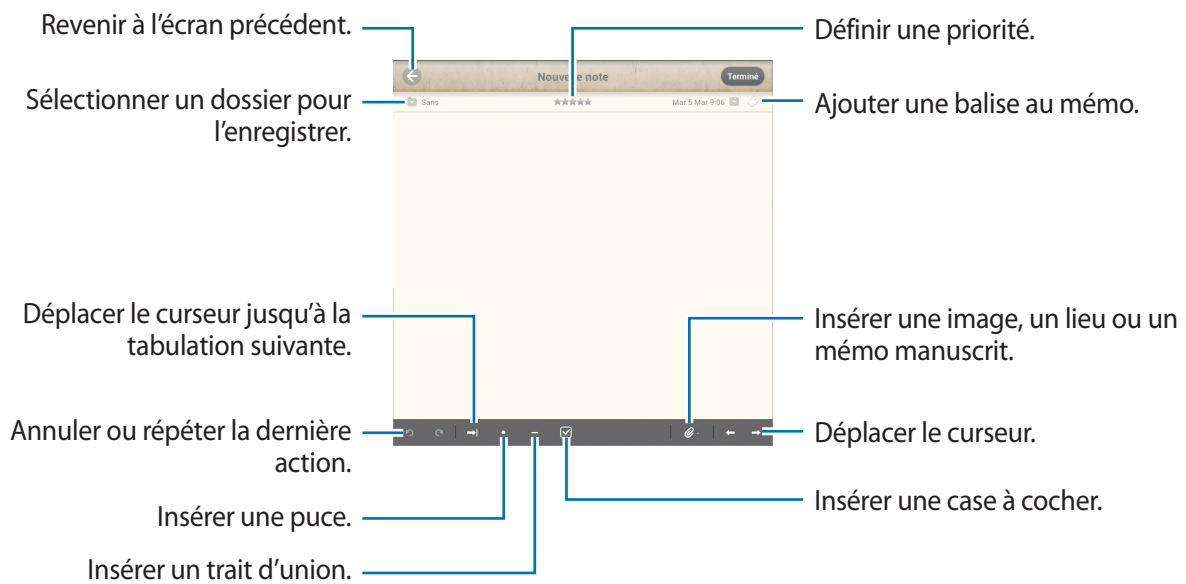 Revenir à l'écran précédent.
Définir une priorité.
Nouvelle note
Terminé
Sélectionner un dossier pour
l'enregistrer.
Sans
Mar 5 Mar 9:06
Ajouter une balise au mémo.
Déplacer le curseur jusqu'à la
tabulation suivante.
Insérer une image, un lieu ou un
mémo manuscrit.
Annuler ou répéter la dernière
action.
Déplacer le curseur.
Insérer une puce.
Insérer une case à cocher.
Insérer un trait d'union.